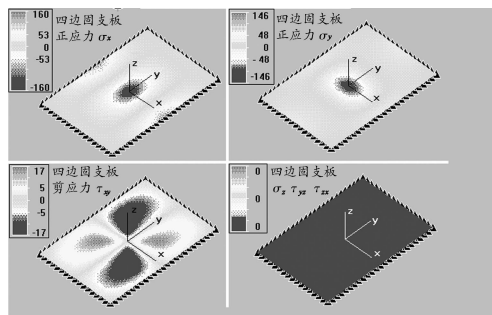 160
53
0
-53
-160
四边固支板
正应力 σx
z
y
x
146
48
0
-48
-146
四边固支板
正应力 σy
z
y
x
17
5
0
-5
-17
四边固支板
剪应力 τxy
z
y
x
0
0
0
四边固支板
σz τyz τzx
z
y
x